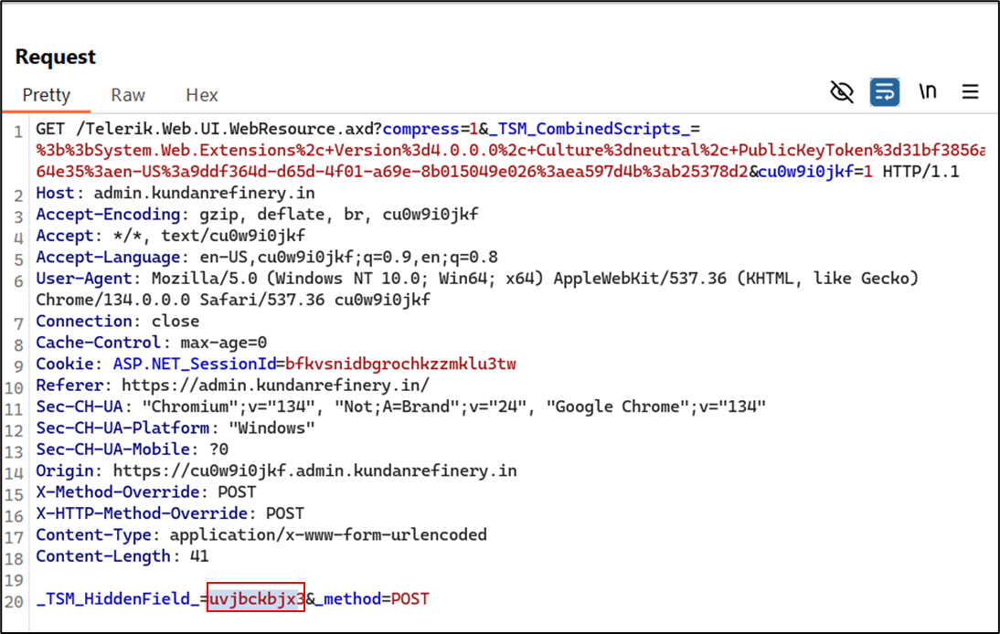 Request
Pretty Raw Hex
\n
1 GET /Telerik.Web.UI.WebResource.axd?compress=1&_TSM_CombinedScripts_=
%3b%3bSystem.Web.Extensions%2c+Version%3d4.0.0.0%2c+Culture%3dneutral%2c+PublicKeyToken%3d31bf3856a
64e35%3aen-US%3a9ddf364d-d65d-4f01-a69e-8b015049e026%3aea597d4b%3ab25378d2&cu0w9i0jkf=1 HTTP/1.1
2 Host: admin.kundanrefinery.in
3 Accept-Encoding: gzip, deflate, br, cu0w9i0jkf
4 Accept: */*, text/cu0w9i0jkf
5 Accept-Language: en-US,cu0w9i0jkf;q=0.9,en;q=0.8
6 User-Agent: Mozilla/5.0 (Windows NT 10.0; Win64; x64) AppleWebKit/537.36 (KHTML, like Gecko)
Chrome/134.0.0.0 Safari/537.36 cu0w9i0jkf
7 Connection: close
8 Cache-Control: max-age=0
9 Cookie: ASP.NET_SessionId=bfkvsnidbgrochkzzmklu3tw
10 Referer: https://admin.kundanrefinery.in/
11 Sec-CH-UA: "Chromium";v="134", "Not;A=Brand";v="24", "Google Chrome";v="134"
12 Sec-CH-UA-Platform: "Windows"
13 Sec-CH-UA-Mobile: ?0
14 Origin: https://cu0w9i0jkf.admin.kundanrefinery.in
15 X-Method-Override: POST
16 X-HTTP-Method-Override: POST
17 Content-Type: application/x-www-form-urlencoded
18 Content-Length: 41
19
20 _TSM_HiddenField_=uvjbckbjx3&_method=POST